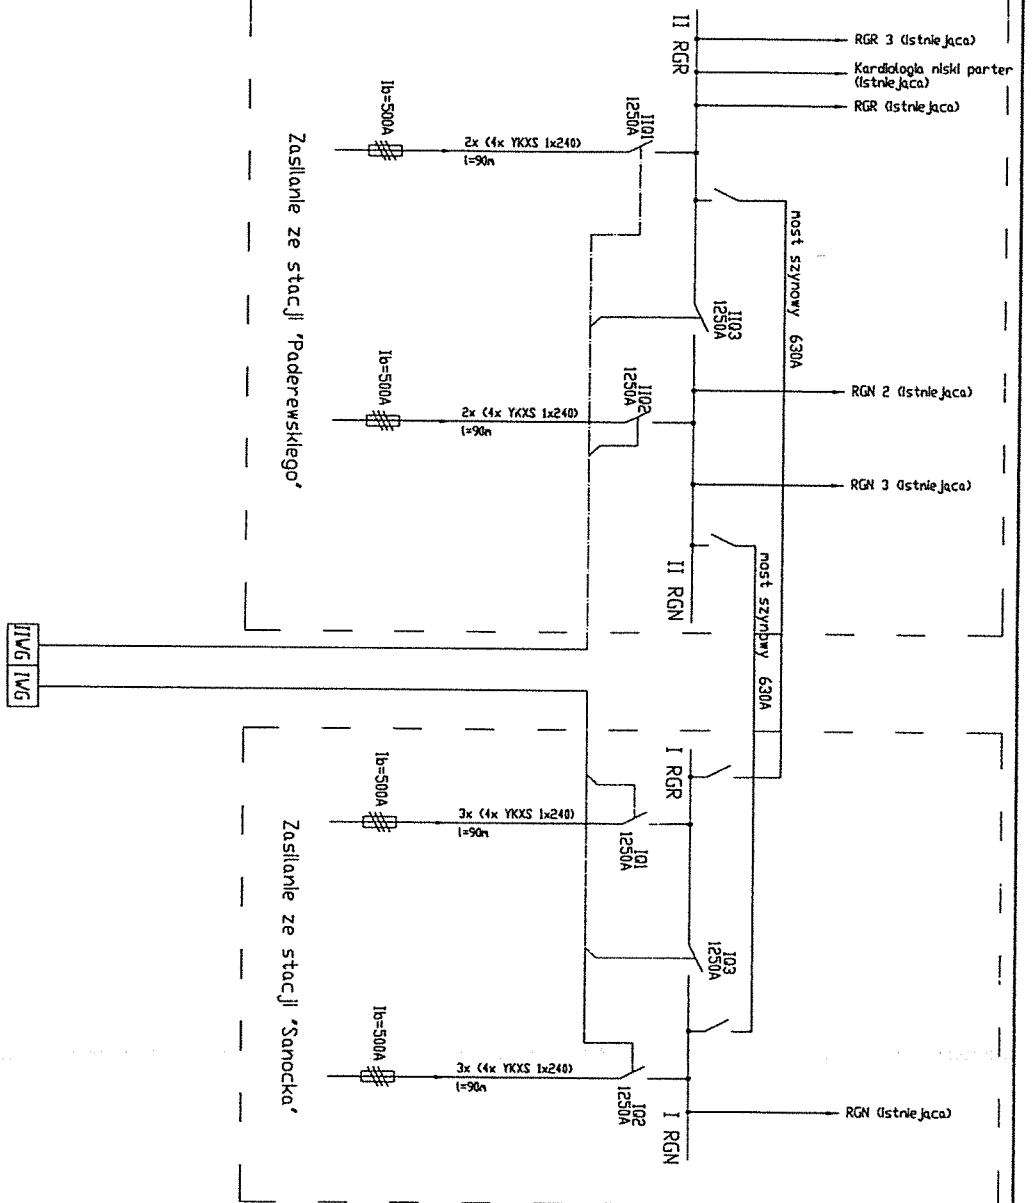 II RGR
RGR 3 (istniejąca)
Kardiologia niski parter
(istniejąca)
RGR (istniejąca)
Ib=500A
2x (4x YKXS 1x240)
l=90m
IIQ1
1250A
most szynowy 630A
IIQ3
1250A
Zasilanie ze stacji "Paderewskiego"
Ib=500A
2x (4x YKXS 1x240)
l=90m
IIQ2
1250A
RGN 2 (istniejąca)
RGN 3 (istniejąca)
II RGN
most szynowy 630A
IIWG
IWG
I RGR
Ib=500A
3x (4x YKXS 1x240)
l=90m
IQ1
1250A
Zasilanie ze stacji "Sanocka"
IQ3
1250A
Ib=500A
3x (4x YKXS 1x240)
l=90m
IQ2
1250A
I RGN
RGN (istniejąca)